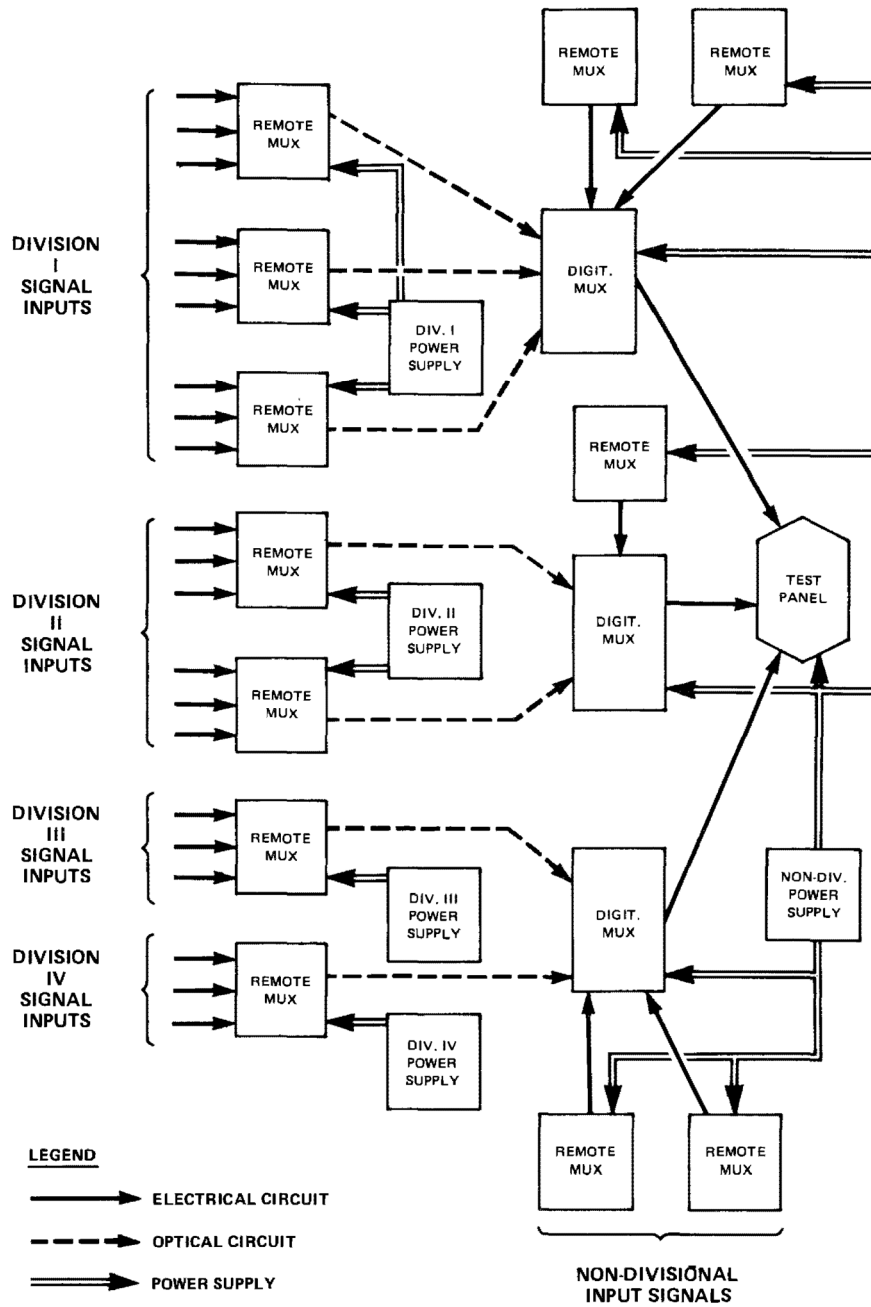 REMOTE
MUX
REMOTE
MUX
DIVISION
I
SIGNAL
INPUTS
REMOTE
MUX
REMOTE
MUX
REMOTE
MUX
DIV. I
POWER
SUPPLY
DIGIT.
MUX
REMOTE
MUX
DIVISION
II
SIGNAL
INPUTS
REMOTE
MUX
REMOTE
MUX
DIV. II
POWER
SUPPLY
DIGIT.
MUX
TEST
PANEL
DIVISION
III
SIGNAL
INPUTS
REMOTE
MUX
DIV. III
POWER
SUPPLY
DIGIT.
MUX
NON-DIV.
POWER
SUPPLY
DIVISION
IV
SIGNAL
INPUTS
REMOTE
MUX
DIV. IV
POWER
SUPPLY
REMOTE
MUX
REMOTE
MUX
NON-DIVISIONAL
INPUT SIGNALS
LEGEND
ELECTRICAL CIRCUIT
OPTICAL CIRCUIT
POWER SUPPLY